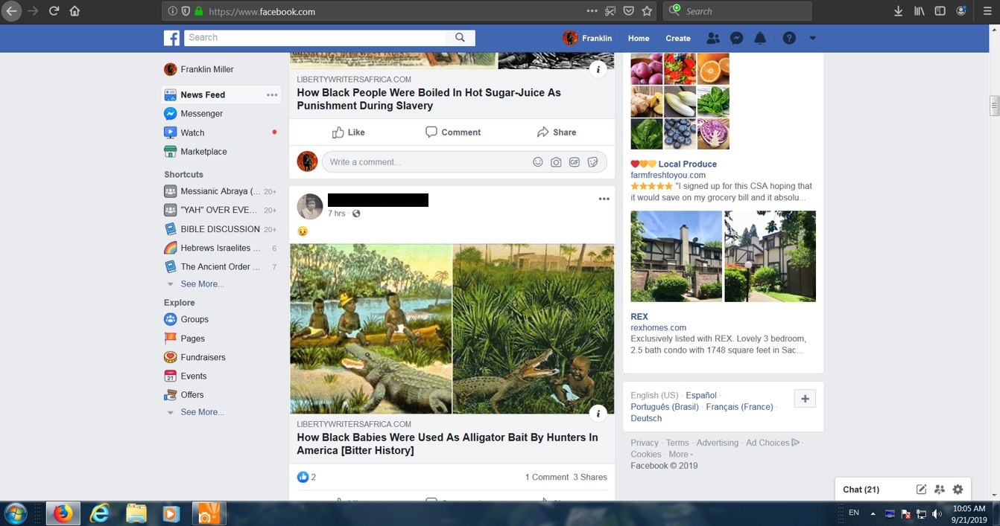 https://www.facebook.com
Search
Search
Franklin
Home
Create
Franklin Miller
News Feed
Messenger
Watch
Marketplace
Shortcuts
Messianic Abraya (... 20+
"YAH" OVER EVE... 20+
BIBLE DISCUSSION 20+
Hebrews Israelites ... 6
The Ancient Order ... 7
See More...
Explore
Groups
Pages
Fundraisers
21
Events
Offers
See More...
LIBERTYWRITERSAFRICA.COM
How Black People Were Boiled In Hot Sugar-Juice As
Punishment During Slavery
Like
Comment
Share
Write a comment...
GIF
7 hrs ·
LIBERTYWRITERSAFRICA.COM
How Black Babies Were Used As Alligator Bait By Hunters In
America [Bitter History]
2
1 Comment 3 Shares
Local Produce
farmfreshtoyou.com
"I signed up for this CSA hoping that
it would save on my grocery bill and it absolu...
REX
rexhomes.com
Exclusively listed with REX. Lovely 3 bedroom,
2.5 bath condo with 1748 square feet in Sac...
English (US) · Español ·
Português (Brasil) · Français (France) ·
Deutsch
Privacy · Terms · Advertising · Ad Choices ·
Cookies · More
Facebook © 2019
Chat (21)
EN
10:05 AM
9/21/2019